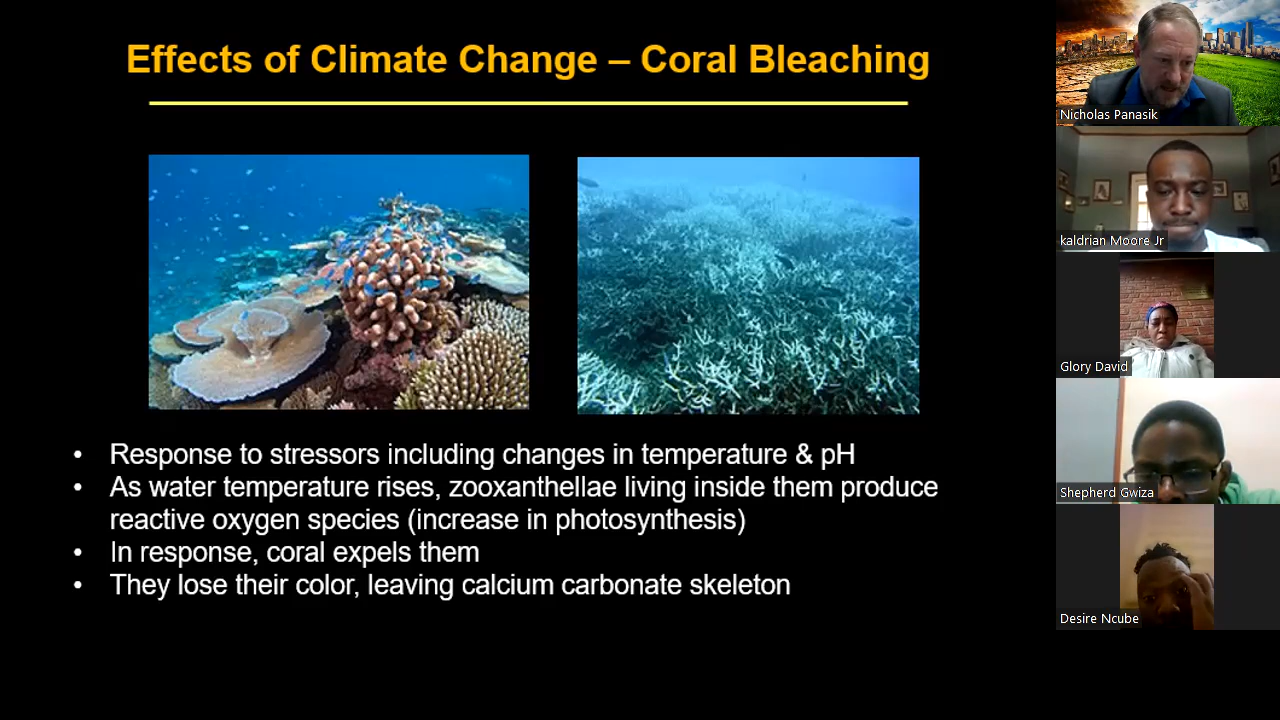 Effects of Climate Change – Coral Bleaching
• Response to stressors including changes in temperature & pH
• As water temperature rises, zooxanthellae living inside them produce
reactive oxygen species (increase in photosynthesis)
• In response, coral expels them
• They lose their color, leaving calcium carbonate skeleton
Nicholas Panasik
kaldrian Moore Jr
Glory David
Shepherd Gwiza
Desire Ncube